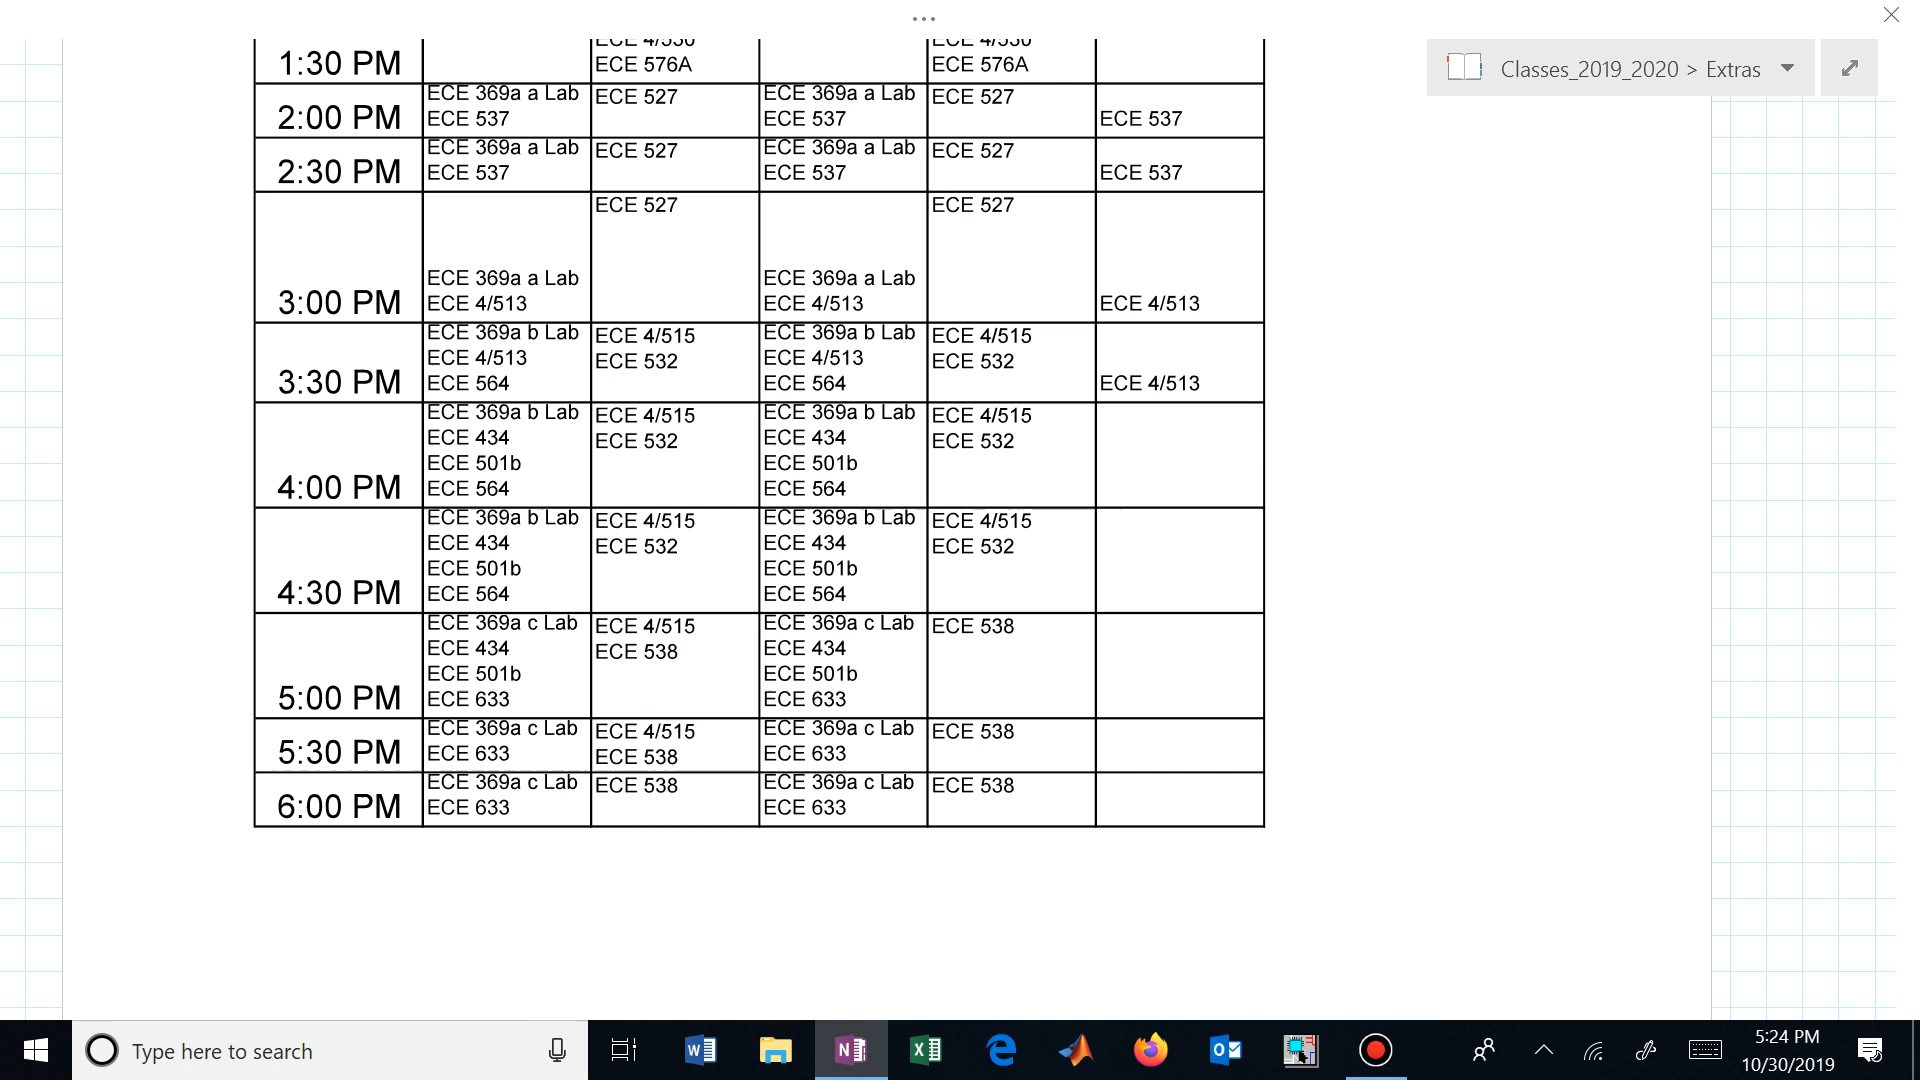 Classes_2019_2020 > Extras
1:30 PM
ECE 4/530
ECE 576A
ECE 4/530
ECE 576A
2:00 PM
ECE 369a a Lab
ECE 537
ECE 527
ECE 369a a Lab
ECE 537
ECE 527
ECE 537
2:30 PM
ECE 369a a Lab
ECE 537
ECE 527
ECE 369a a Lab
ECE 537
ECE 527
ECE 537
3:00 PM
ECE 369a a Lab
ECE 4/513
ECE 527
ECE 369a a Lab
ECE 4/513
ECE 527
ECE 4/513
3:30 PM
ECE 369a b Lab
ECE 4/513
ECE 564
ECE 4/515
ECE 532
ECE 369a b Lab
ECE 4/513
ECE 564
ECE 4/515
ECE 532
ECE 4/513
4:00 PM
ECE 369a b Lab
ECE 434
ECE 501b
ECE 564
ECE 4/515
ECE 532
ECE 369a b Lab
ECE 434
ECE 501b
ECE 564
ECE 4/515
ECE 532
4:30 PM
ECE 369a b Lab
ECE 434
ECE 501b
ECE 564
ECE 4/515
ECE 532
ECE 369a b Lab
ECE 434
ECE 501b
ECE 564
ECE 4/515
ECE 532
5:00 PM
ECE 369a c Lab
ECE 434
ECE 501b
ECE 633
ECE 4/515
ECE 538
ECE 369a c Lab
ECE 434
ECE 501b
ECE 633
ECE 538
5:30 PM
ECE 369a c Lab
ECE 633
ECE 4/515
ECE 538
ECE 369a c Lab
ECE 633
ECE 538
6:00 PM
ECE 369a c Lab
ECE 633
ECE 538
ECE 369a c Lab
ECE 633
ECE 538
Type here to search
5:24 PM
10/30/2019